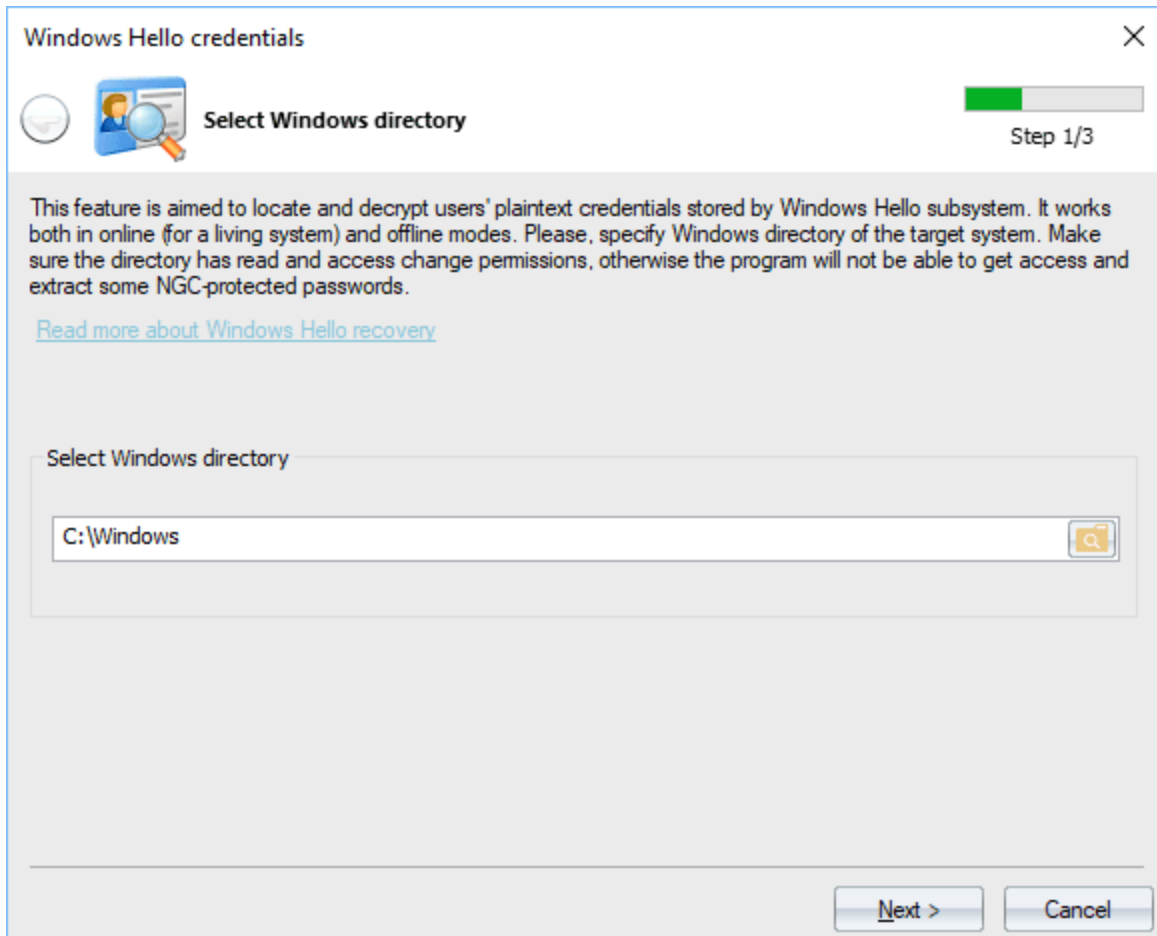 Windows Hello credentials
Select Windows directory
Step 1/3
This feature is aimed to locate and decrypt users' plaintext credentials stored by Windows Hello subsystem. It works
both in online (for a living system) and offline modes. Please, specify Windows directory of the target system. Make
sure the directory has read and access change permissions, otherwise the program will not be able to get access and
extract some NGC-protected passwords.
Read more about Windows Hello recovery
Select Windows directory
C:\Windows
Next >
Cancel